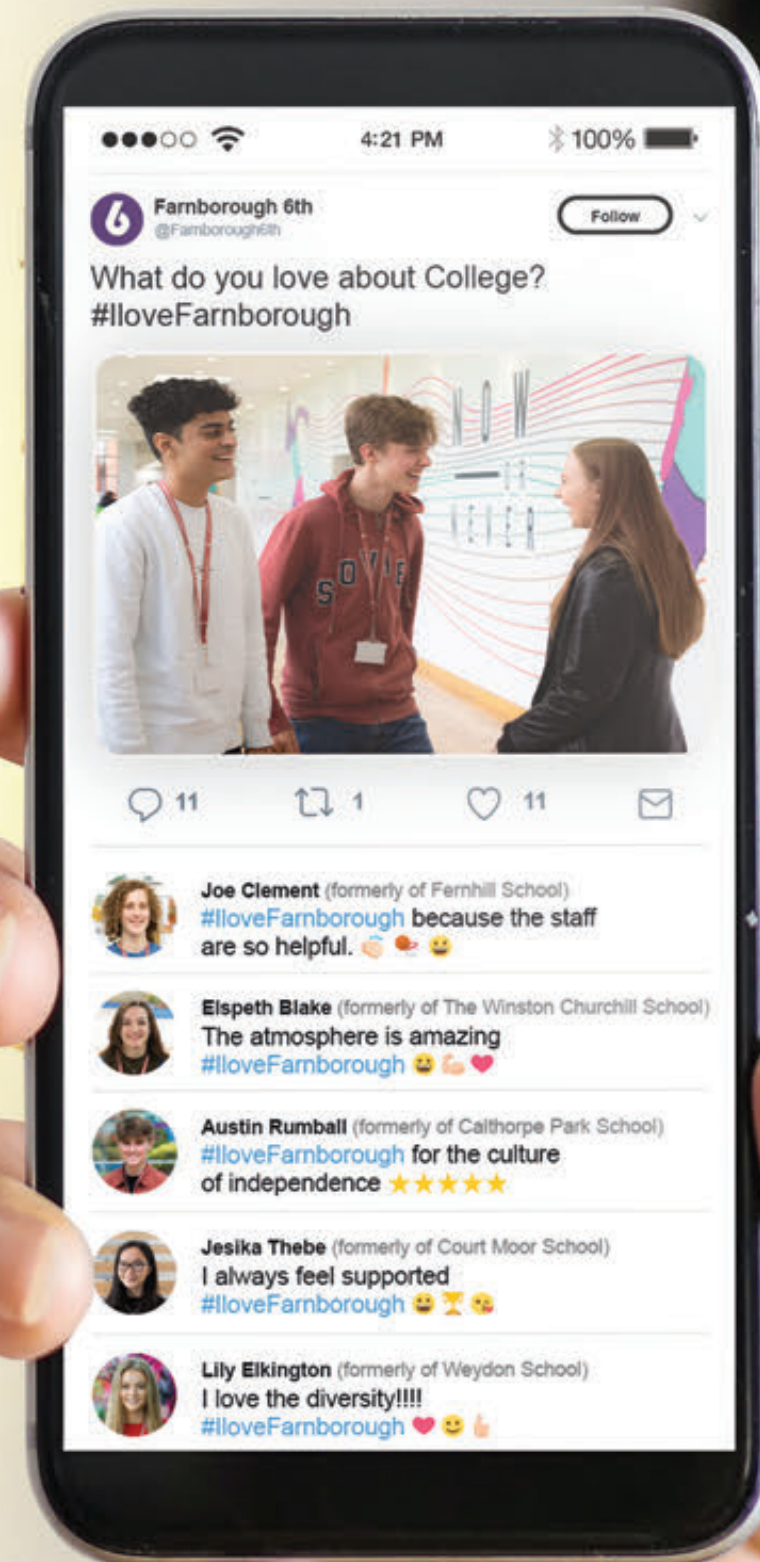 4:21 PM
100%
6
Farnborough 6th
@Farnborough6th
Follow
What do you love about College?
#IloveFarnborough
NOW
OR
NEVER
11
1
11
Joe Clement (formerly of Fernhill School)
#IloveFarnborough because the staff
are so helpful.
Elspeth Blake (formerly of The Winston Churchill School)
The atmosphere is amazing
#IloveFarnborough
Austin Rumball (formerly of Calthorpe Park School)
#IloveFarnborough for the culture
of independence
Jesika Thebe (formerly of Court Moor School)
I always feel supported
#IloveFarnborough
Lily Elkington (formerly of Weydon School)
I love the diversity!!!!
#IloveFarnborough